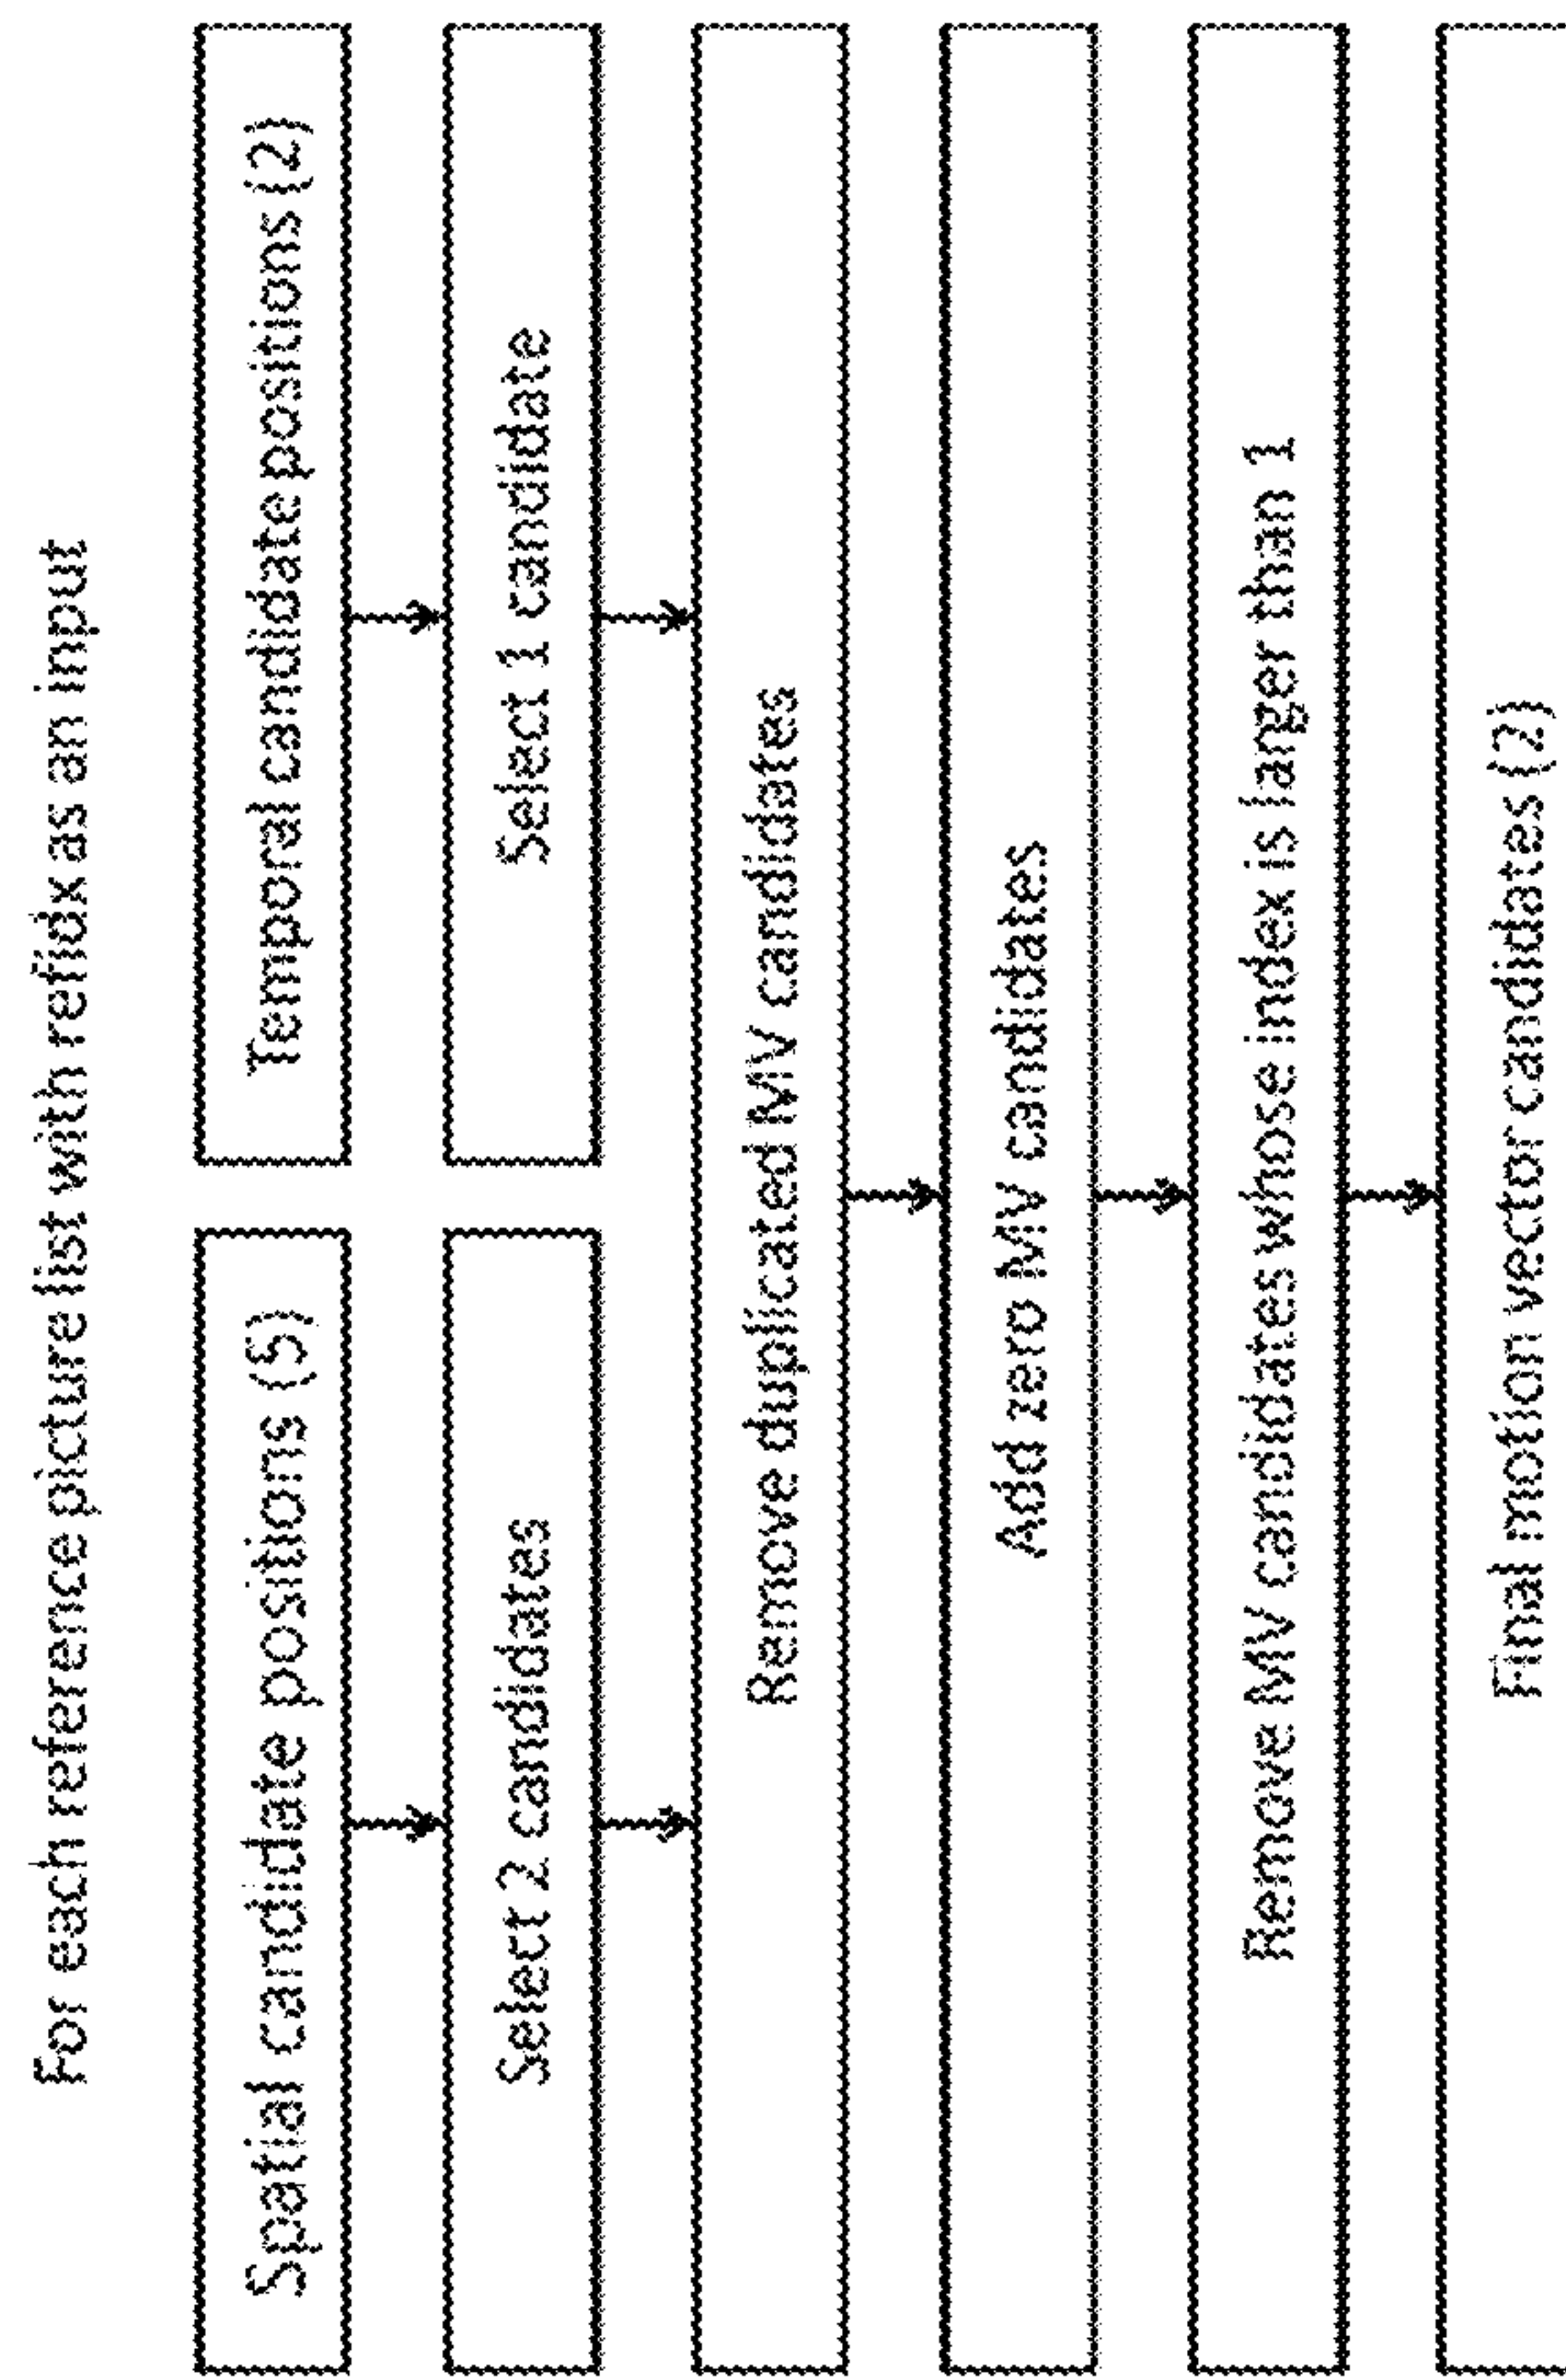 For each reference picture list with refidx as an input
Spatial candidate positions (5)
Temporal candidate positions (2)
Select 2 candidates
Select 1 candidate
Remove duplicated MV candidates
Add zero MV candidates
Remove MV candidates whose index is larger than 1
Final motion vector candidates (2)